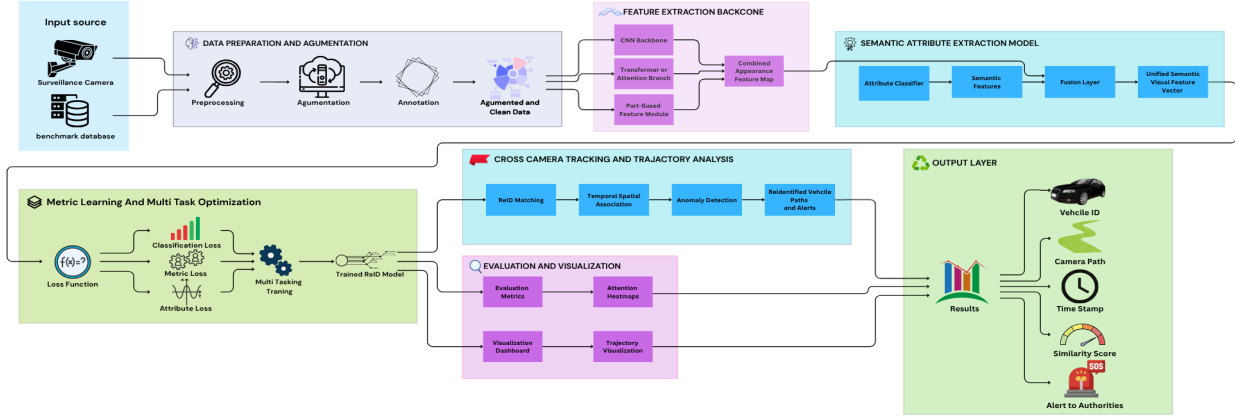 Input source
Surveillance Camera
benchmark database
DATA PREPARATION AND AGUMENTATION
Preprocessing
Agumentation
Annotation
Agumented and
Clean Data
FEATURE EXTRACTION BACKCONE
CNN Backbone
Transformer or
Attention Branch
Part-Based
Feature Module
Combined
Appearance
Feature Map
SEMANTIC ATTRIBUTE EXTRACTION MODEL
Attribute Classifier
Semantic
Features
Fusion Layer
Unified Semantic
Visual Feature
Vector
Metric Learning And Multi Task Optimization
f(x)=?
Loss Function
Classification Loss
Metric Loss
Attribute Loss
Multi Tasking
Traning
Trained ReID Model
CROSS CAMERA TRACKING AND TRAJACTORY ANALYSIS
ReID Matching
Temporal Spatial
Association
Anomaly Detection
Reidentified Vehcile
Paths
and Alerts
EVALUATION AND VISUALIZATION
Evaluation
Metrics
Attention
Heatmaps
Visualization
Dashboard
Trajectory
Visualization
OUTPUT LAYER
Results
Vehcile ID
Camera Path
Time Stamp
Similarity Score
SOS
Alert to Authorities